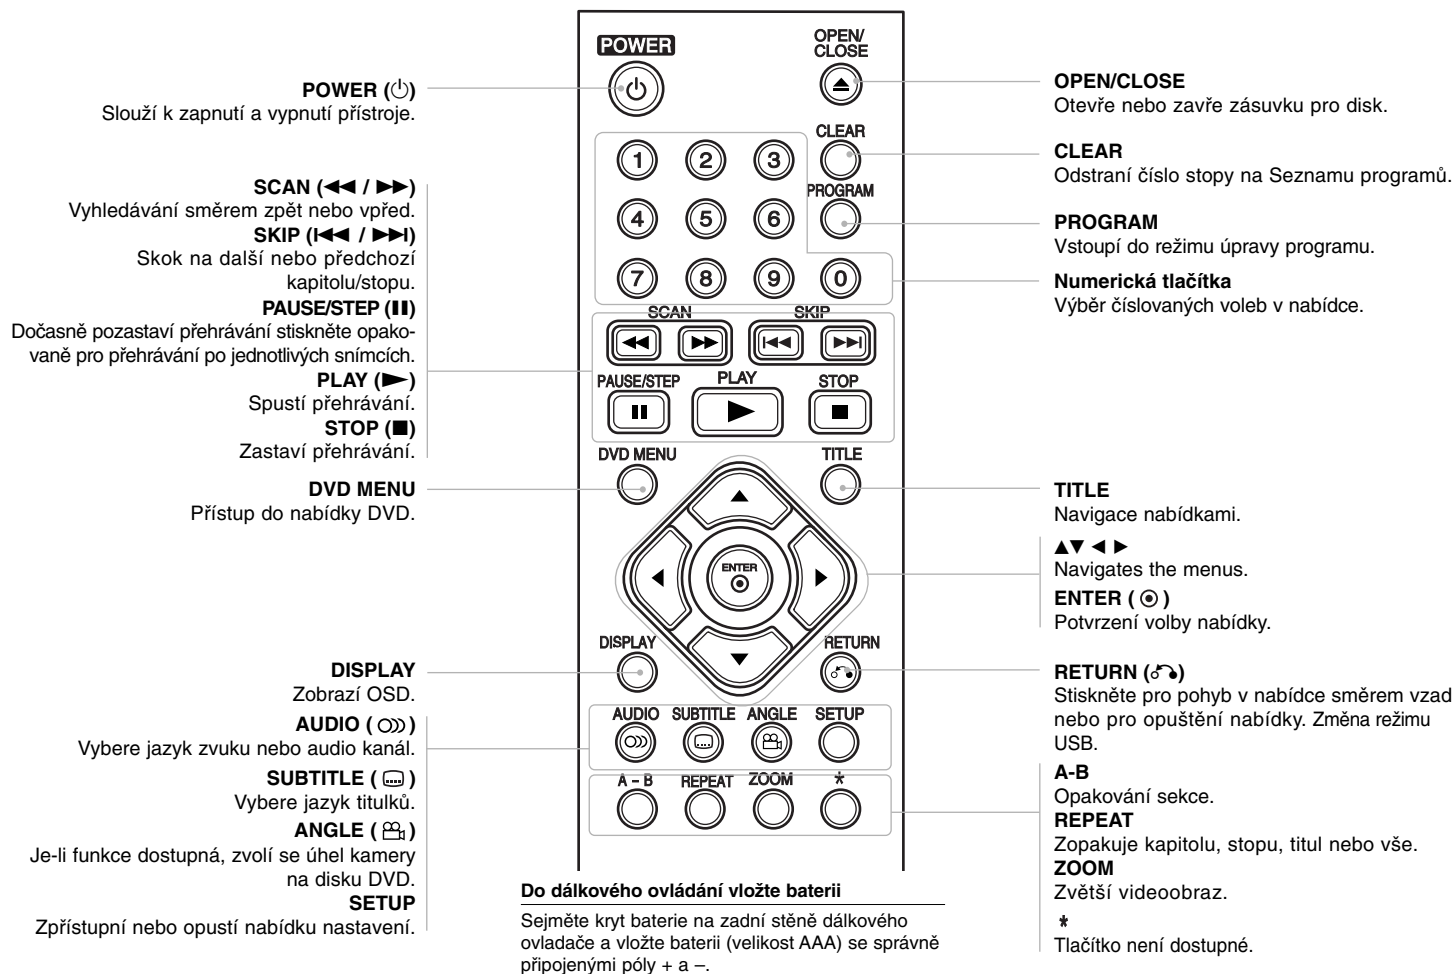 POWER (⏻)
Slouží k zapnutí a vypnutí přístroje.
SCAN (◀◀ / ▶▶)
Vyhledávání směrem zpět nebo vpřed.
SKIP (I◀◀ / ▶▶I)
Skok na další nebo předchozí
kapitolu/stopu.
PAUSE/STEP (II)
Dočasně pozastaví přehrávání stiskněte opako-
vaně pro přehrávání po jednotlivých snímcích.
PLAY (▶)
Spustí přehrávání.
STOP (■)
Zastaví přehrávání.
DVD MENU
Přístup do nabídky DVD.
DISPLAY
Zobrazí OSD.
AUDIO ( )
Vybere jazyk zvuku nebo audio kanál.
SUBTITLE ( )
Vybere jazyk titulků.
ANGLE ( )
Je-li funkce dostupná, zvolí se úhel kamery
na disku DVD.
SETUP
Zpřístupní nebo opustí nabídku nastavení.
POWER
OPEN/
CLOSE
CLEAR
1 2 3
PROGRAM
4 5 6
7 8 9 0
SCAN SKIP
PAUSE/STEP PLAY STOP
DVD MENU TITLE
ENTER
DISPLAY RETURN
AUDIO SUBTITLE ANGLE SETUP
A – B REPEAT ZOOM *
Do dálkového ovládání vložte baterii
Sejměte kryt baterie na zadní stěně dálkového
ovladače a vložte baterii (velikost AAA) se správně
připojenými póly + a –.
OPEN/CLOSE
Otevře nebo zavře zásuvku pro disk.
CLEAR
Odstraní číslo stopy na Seznamu programů.
PROGRAM
Vstoupí do režimu úpravy programu.
Numerická tlačítka
Výběr číslovaných voleb v nabídce.
TITLE
Navigace nabídkami.
▲▼ ◀ ▶
Navigates the menus.
ENTER ( ⦿ )
Potvrzení volby nabídky.
RETURN ( )
Stiskněte pro pohyb v nabídce směrem vzad
nebo pro opuštění nabídky. Změna režimu
USB.
A-B
Opakování sekce.
REPEAT
Zopakuje kapitolu, stopu, titul nebo vše.
ZOOM
Zvětší videoobraz.
*
Tlačítko není dostupné.